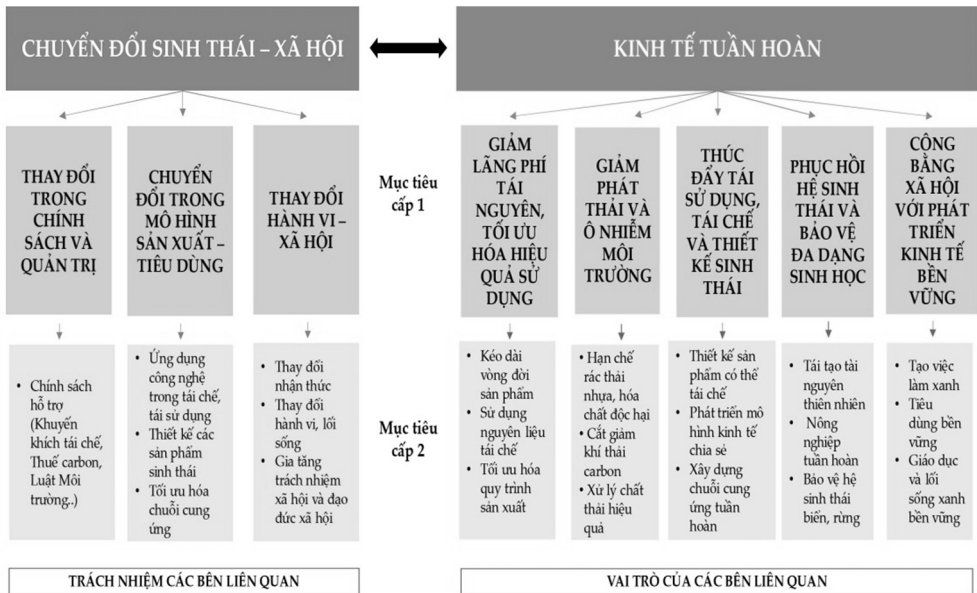 CHUYỂN ĐỔI SINH THÁI – XÃ HỘI
KINH TẾ TUẦN HOÀN
THAY ĐỔI
TRONG
CHÍNH
SÁCH VÀ
QUẢN TRỊ
CHUYỂN
ĐỔI TRONG
MÔ HÌNH
SẢN XUẤT –
TIÊU DÙNG
THAY ĐỔI
HÀNH VI –
XÃ HỘI
Mục tiêu
cấp 1
GIẢM
LÃNG PHÍ
TÀI
NGUYÊN,
TỐI ƯU
HÓA HIỆU
QUẢ SỬ
DỤNG
GIẢM
PHÁT
THẢI VÀ
Ô NHIỄM
MÔI
TRƯỜNG
THÚC
ĐẨY TÁI
SỬ DỤNG,
TÁI CHẾ
VÀ THIẾT
KẾ SINH
THÁI
PHỤC HỒI
HỆ SINH
THÁI VÀ
BẢO VỆ
ĐA DẠNG
SINH HỌC
CÔNG
BẰNG
XÃ HỘI
VỚI PHÁT
TRIỂN
KINH TẾ
BỀN
VỮNG
• Chính sách
hỗ trợ
(Khuyến
khích tái chế,
Thuế carbon,
Luật Môi
trường..)
• Ứng dụng
công nghệ
trong tái chế,
tái sử dụng
• Thiết kế các
sản phẩm
sinh thái
• Tối ưu hóa
chuỗi cung
ứng
• Thay đổi
nhận thức
• Thay đổi
hành vi, lối
sống
• Gia tăng
trách nhiệm
xã hội và đạo
đức xã hội
Mục tiêu
cấp 2
• Kéo dài
vòng đời
sản phẩm
• Sử dụng
nguyên liệu
tái chế
• Tối ưu hóa
quy trình
sản xuất
• Hạn chế
rác thải
nhựa, hóa
chất độc hại
• Cắt giảm
khí thải
carbon
• Xử lý chất
thải hiệu
quả
• Thiết kế sản
phẩm có thể
tái chế
• Phát triển mô
hình kinh tế
chia sẻ
• Xây dựng
chuỗi cung
ứng tuần
hoàn
• Tái tạo tài
nguyên
thiên nhiên
• Nông
nghiệp
tuần hoàn
• Bảo vệ hệ
sinh thái
biển, rừng
• Tạo việc
làm xanh
• Tiêu
dùng bền
vững
• Giáo dục
và lối
sống xanh
bền vững
TRÁCH NHIỆM CÁC BÊN LIÊN QUAN
VAI TRÒ CỦA CÁC BÊN LIÊN QUAN